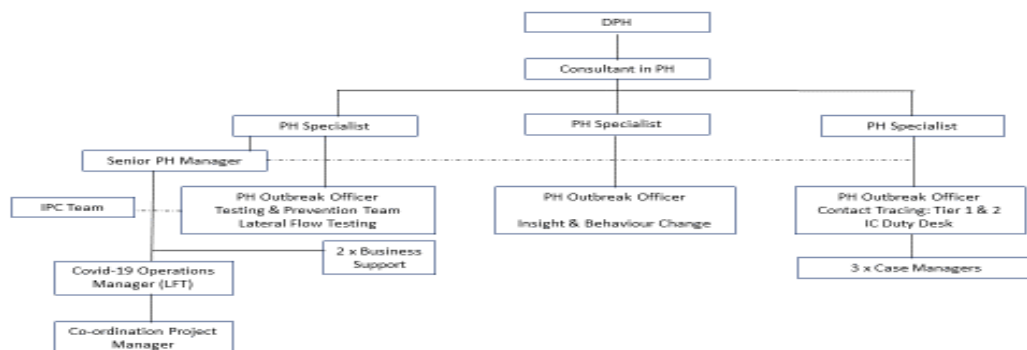 DPH
Consultant in PH
PH Specialist
PH Specialist
PH Specialist
Senior PH Manager
IPC Team
PH Outbreak Officer
Testing & Prevention Team
Lateral Flow Testing
PH Outbreak Officer
Insight & Behaviour Change
PH Outbreak Officer
Contact Tracing: Tier 1 & 2
IC Duty Desk
2 x Business
Support
Covid-19 Operations
Manager (LFT)
3 x Case Managers
Co-ordination Project
Manager